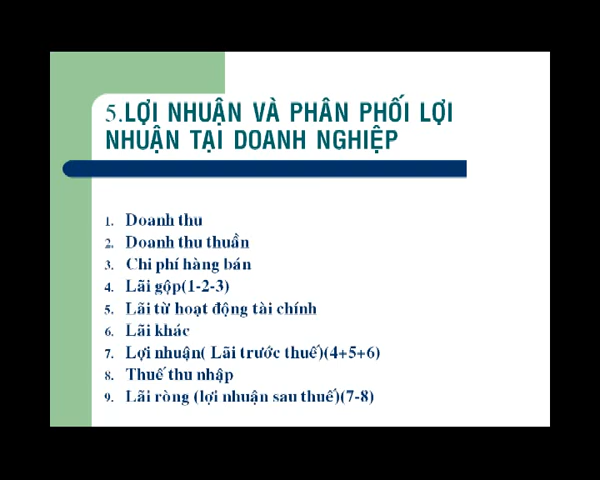 5.LỢI NHUẬN VÀ PHÂN PHỐI LỢI
NHUẬN TẠI DOANH NGHIỆP
1. Doanh thu
2. Doanh thu thuần
3. Chi phí hàng bán
4. Lãi gộp(1-2-3)
5. Lãi từ hoạt động tài chính
6. Lãi khác
7. Lợi nhuận( Lãi trước thuế)(4+5+6)
8. Thuế thu nhập
9. Lãi ròng (lợi nhuận sau thuế)(7-8)